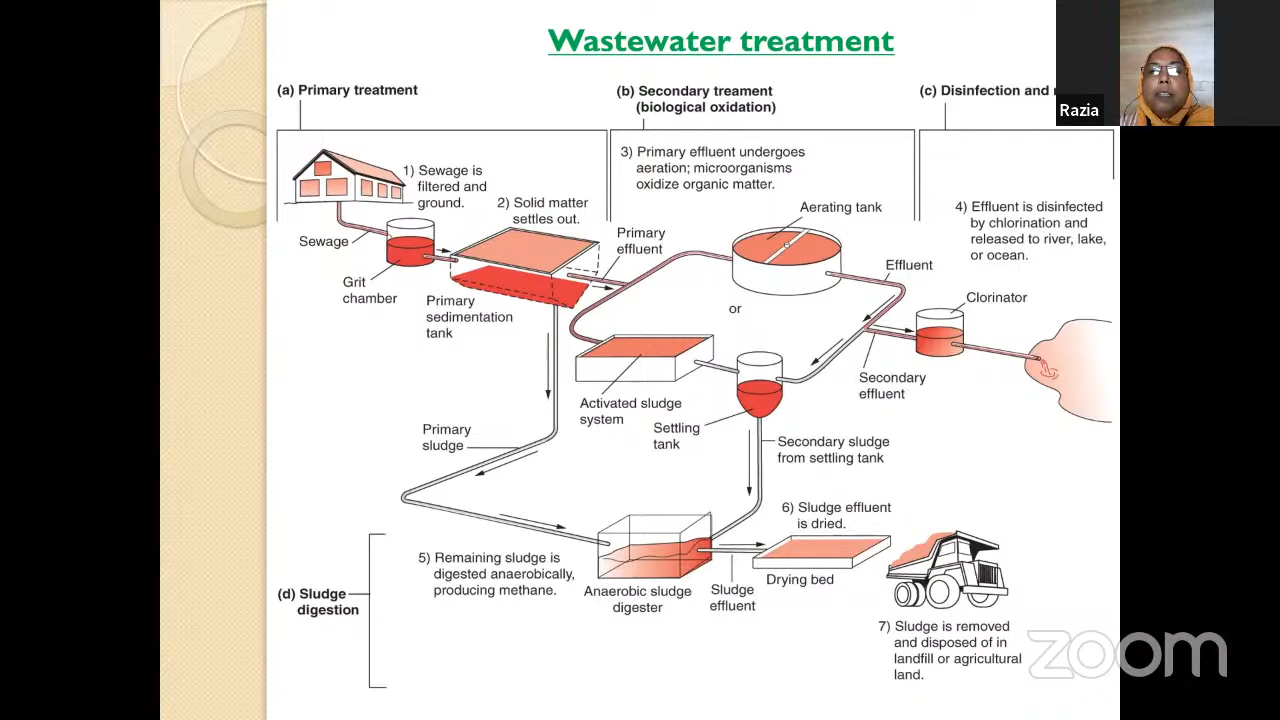 Wastewater treatment
Razia
(a) Primary treatment
(b) Secondary treament
(biological oxidation)
(c) Disinfection and
1) Sewage is
filtered and
ground.
2) Solid matter
settles out.
3) Primary effluent undergoes
aeration; microorganisms
oxidize organic matter.
4) Effluent is disinfected
by chlorination and
released to river, lake,
or ocean.
Aerating tank
Sewage
Primary
effluent
Effluent
Grit
chamber
Primary
sedimentation
tank
or
Clorinator
Activated sludge
system
Settling
tank
Secondary
effluent
Primary
sludge
Secondary sludge
from settling tank
6) Sludge effluent
is dried.
5) Remaining sludge is
digested anaerobically,
producing methane.
(d) Sludge
digestion
Anaerobic sludge
digester
Sludge
effluent
Drying bed
7) Sludge is removed
and disposed of in
landfill or agricultural
land.
zoom